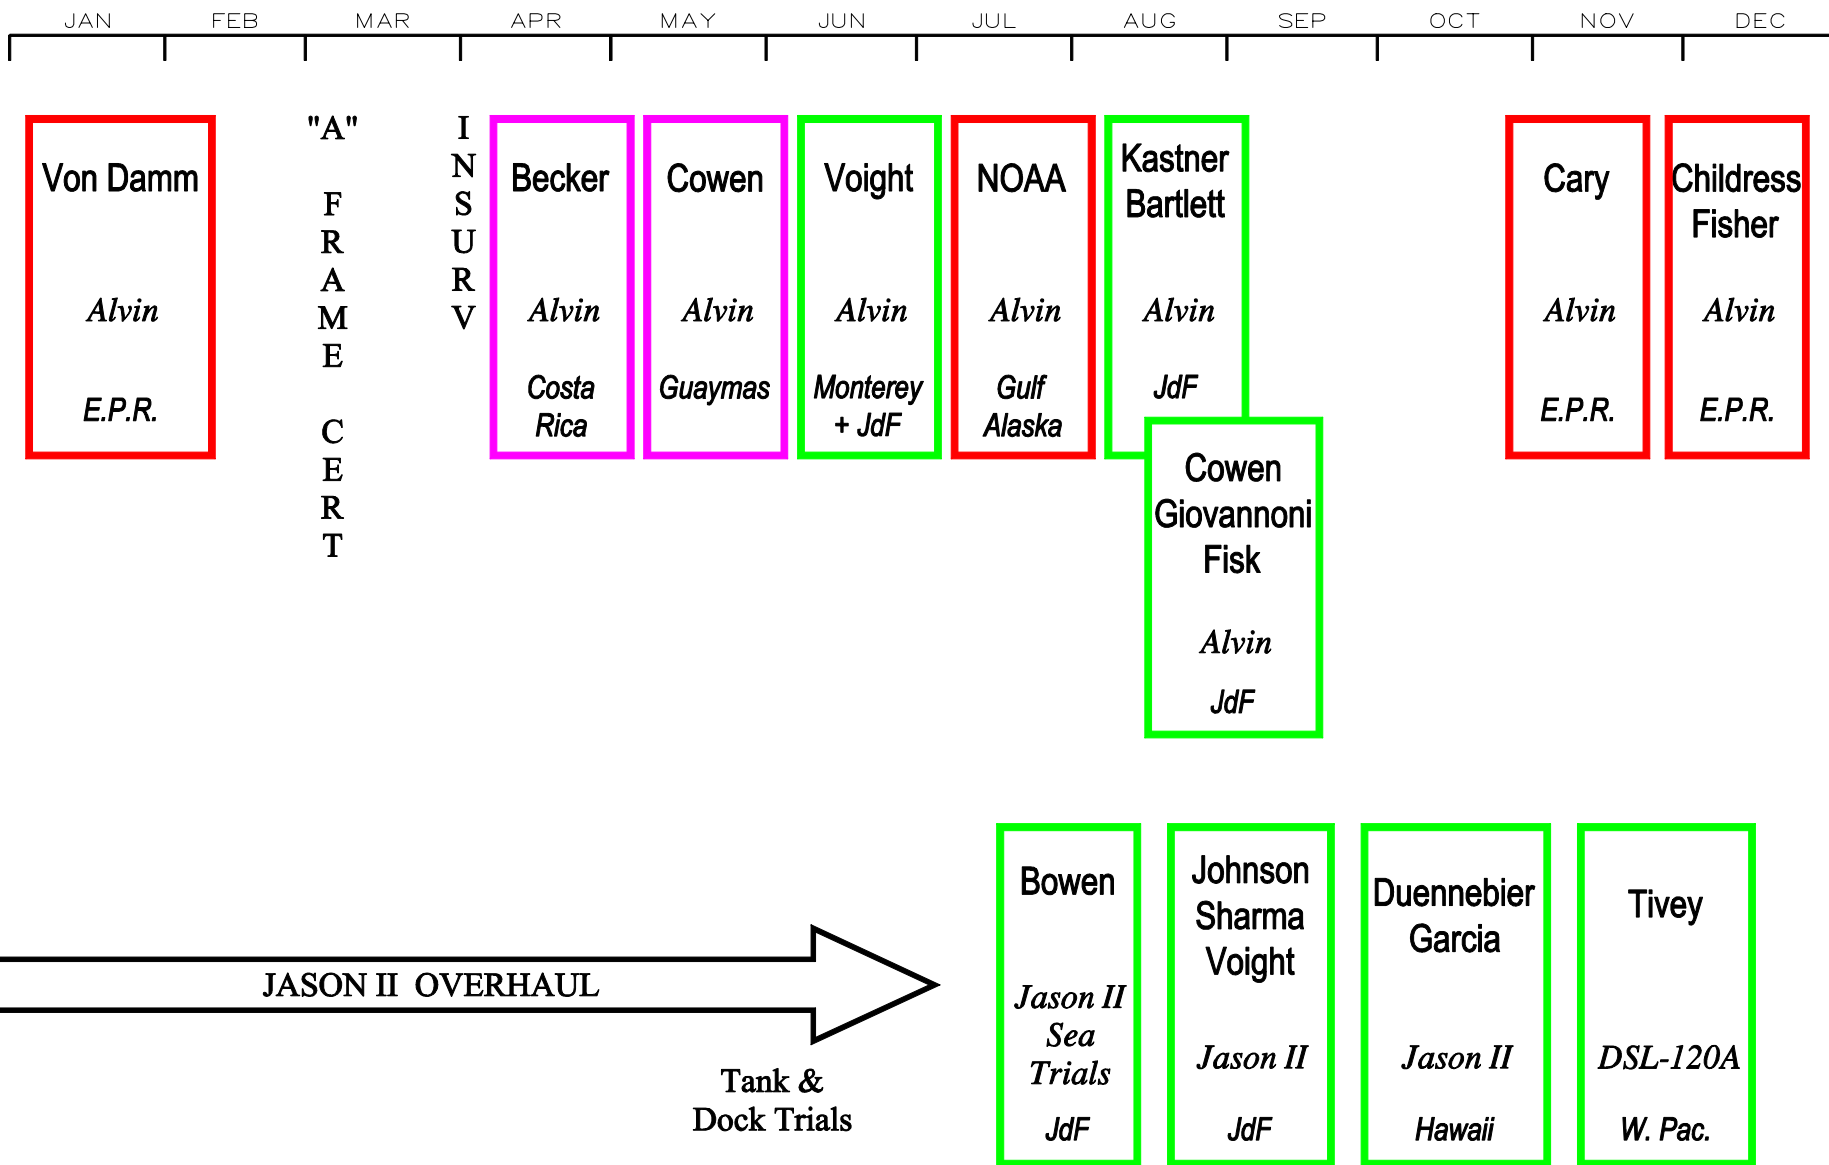 JAN FEB MAR APR MAY JUN JUL AUG SEP OCT NOV DEC
Von Damm
Alvin
E.P.R.
"A" FRAME CERT
INSURV
Becker
Alvin
Costa
Rica
Cowen
Alvin
Guaymas
Voight
Alvin
Monterey
+ JdF
NOAA
Alvin
Gulf
Alaska
Kastner
Bartlett
Alvin
JdF
Cowen
Giovannoni
Fisk
Alvin
JdF
Cary
Alvin
E.P.R.
Childress
Fisher
Alvin
E.P.R.
JASON II OVERHAUL
Tank &
Dock Trials
Bowen
Jason II
Sea
Trials
JdF
Johnson
Sharma
Voight
Jason II
JdF
Duennebier
Garcia
Jason II
Hawaii
Tivey
DSL-120A
W. Pac.